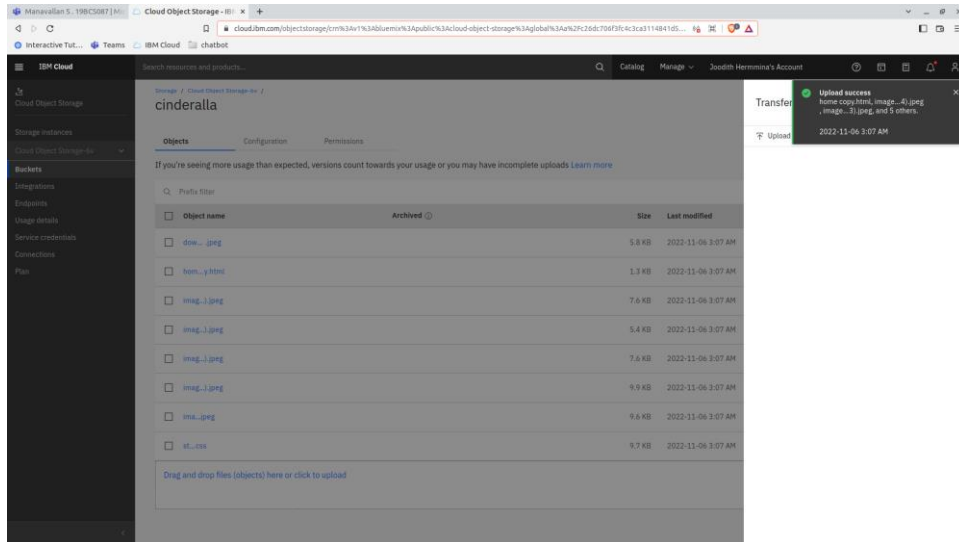 Manavallan S . 19BCS087 | Mi
Cloud Object Storage - IB
cloud.ibm.com/objectstorage/crn%3Av1%3Abluemix%3Apublic%3Acloud-object-storage%3Aglobal%3Aa%2Fc26dc706f3fc4c3ca3114841d5...
Interactive Tut... Teams IBM Cloud chatbot
IBM Cloud
Search resources and products...
Catalog Manage Joodith Hermmina's Account
Cloud Object Storage
Storage instances
Cloud Object Storage-6v
Buckets
Integrations
Endpoints
Usage details
Service credentials
Connections
Plan
Storage / Cloud Object Storage-6v /
cinderalla
Objects Configuration Permissions
If you're seeing more usage than expected, versions count towards your usage or you may have incomplete uploads Learn more
Prefix filter
Object name Archived Size Last modified
dow... .jpeg 5.8 KB 2022-11-06 3:07 AM
hom...y.html 1.3 KB 2022-11-06 3:07 AM
imag...).jpeg 7.6 KB 2022-11-06 3:07 AM
imag...).jpeg 5.4 KB 2022-11-06 3:07 AM
imag...).jpeg 7.6 KB 2022-11-06 3:07 AM
imag...).jpeg 9.9 KB 2022-11-06 3:07 AM
ima...jpeg 9.6 KB 2022-11-06 3:07 AM
st...css 9.7 KB 2022-11-06 3:07 AM
Drag and drop files (objects) here or click to upload
Transfer
Upload
Upload success
home copy.html, image...4).jpeg
, image...3).jpeg, and 5 others.
2022-11-06 3:07 AM